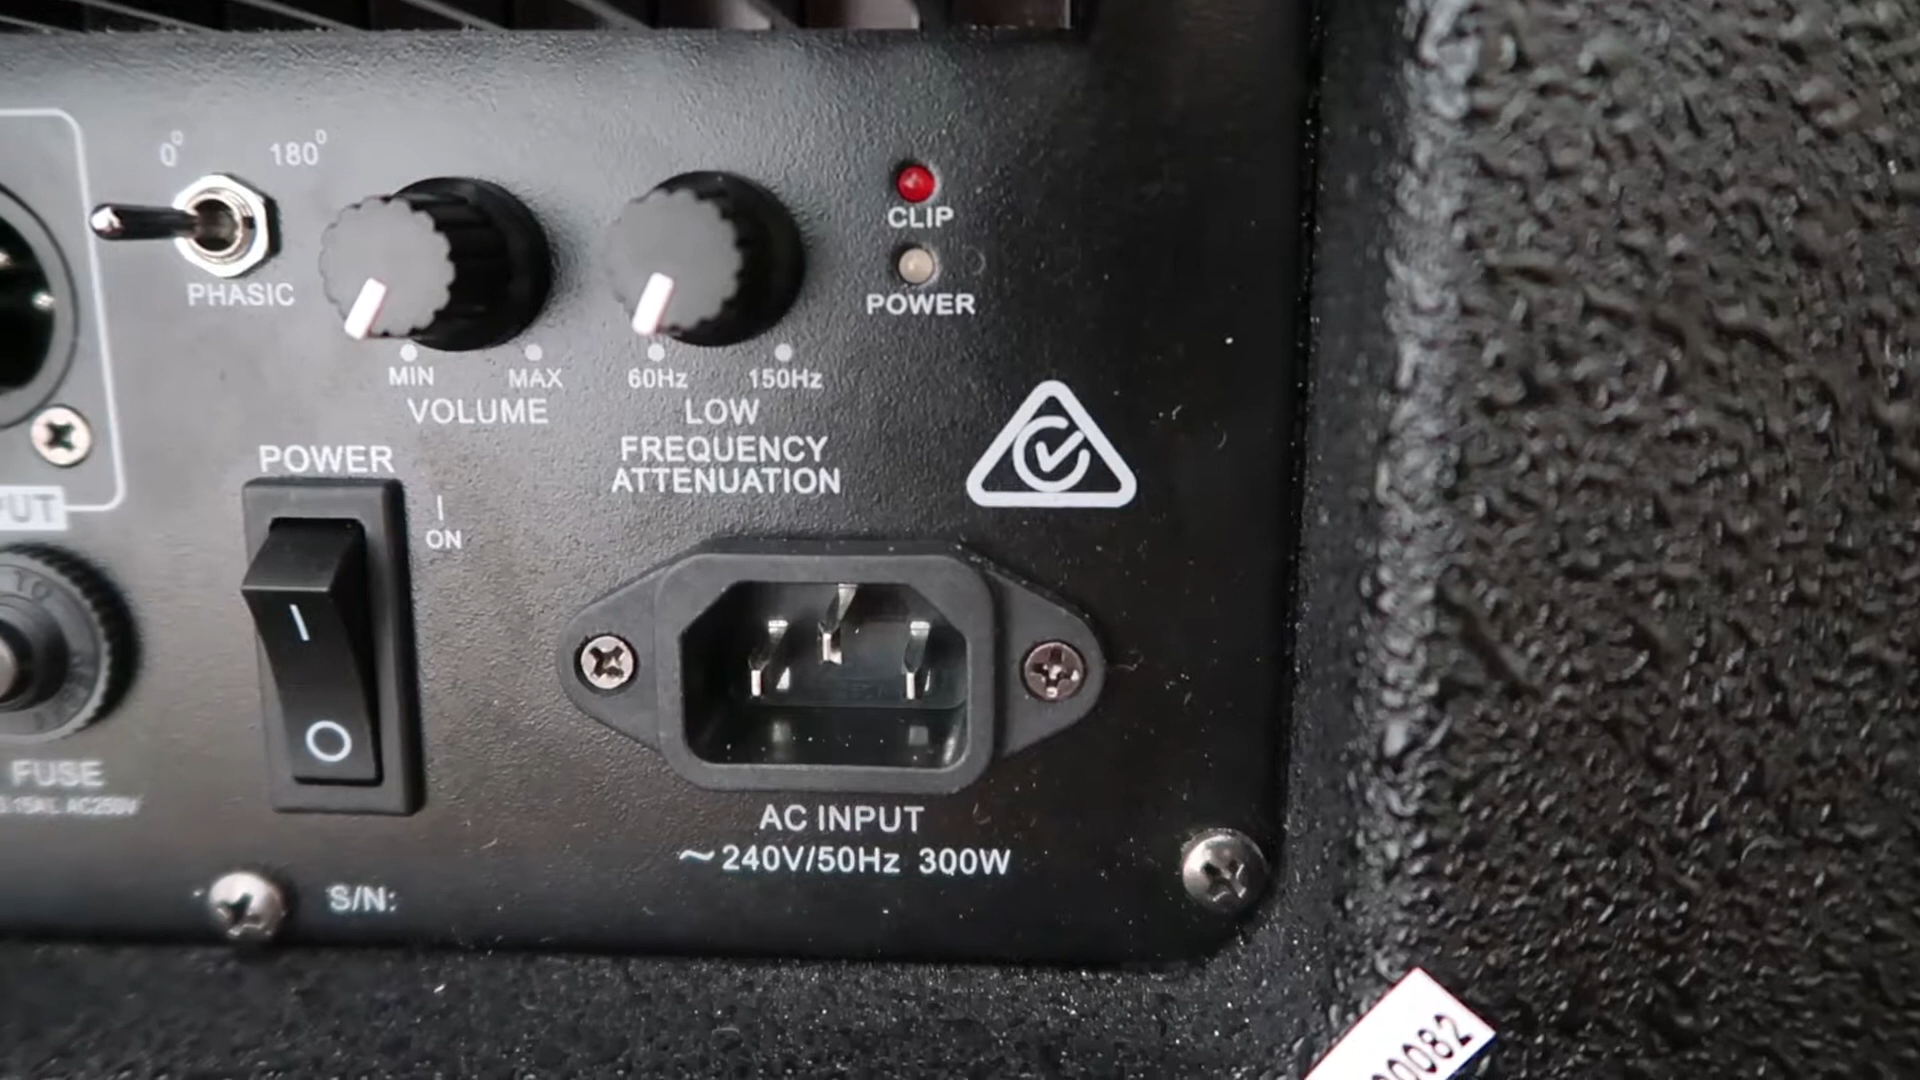 0° 180°
PHASIC
CLIP
POWER
MIN MAX
VOLUME
60Hz 150Hz
LOW
FREQUENCY
ATTENUATION
POWER
I
ON
I
O
FUSE
AC250V
AC INPUT
~240V/50Hz 300W
S/N: